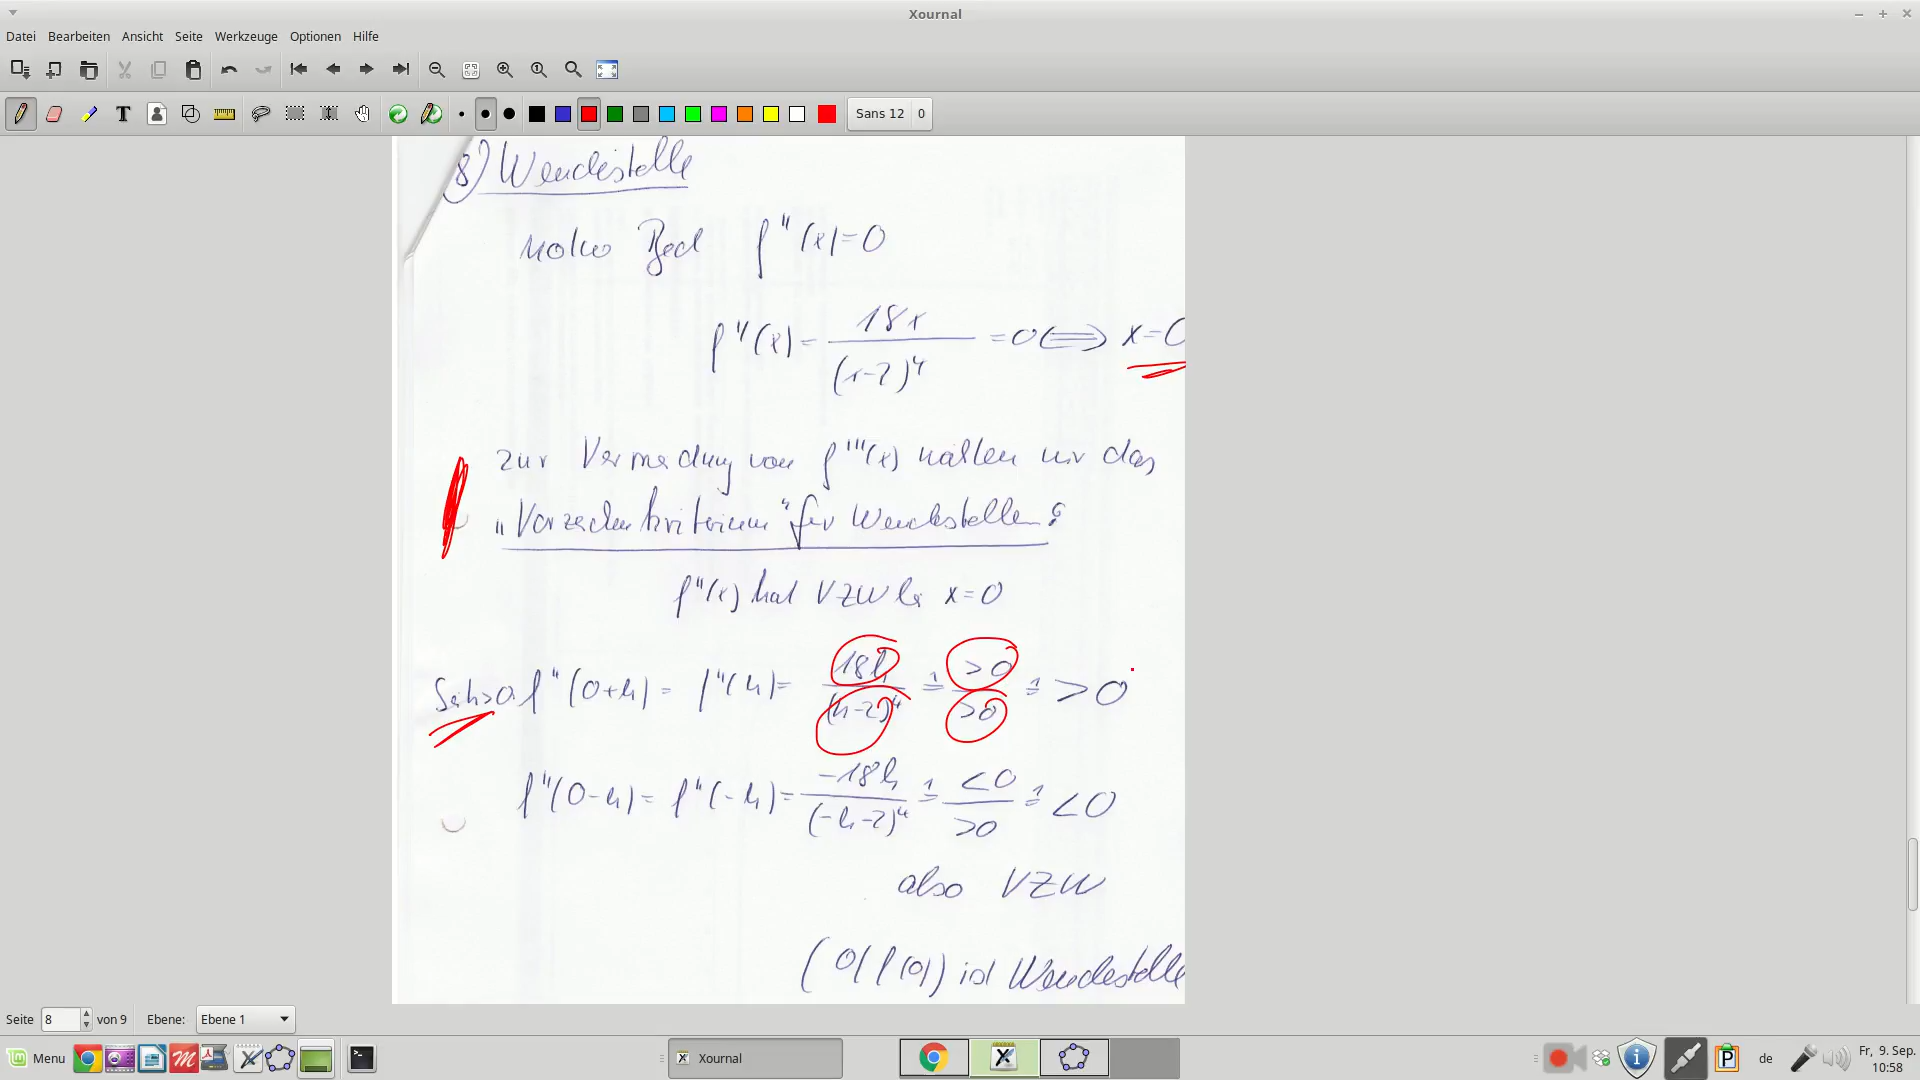 Xournal
Datei Bearbeiten Ansicht Seite Werkzeuge Optionen Hilfe
Sans 12 0
8) Wendestelle
notw Bed f''(x)=0
f''(x) = 18x / (x-2)^4 = 0 <=> x=0
zur Vermeidung von f'''(x) wählen wir das
"Vorzeichenkriterium" für Wendestellen:
f''(x) hat VZW bei x=0
Sei h>0 f''(0+h) = f''(h) = 18h / (h-2)^4 ≙ >0 / >0 ≙ >0
f''(0-h) = f''(-h) = -18h / (-h-2)^4 ≙ <0 / >0 ≙ <0
also VZW
(0|f(0)) ist Wendestelle
Seite 8 von 9 Ebene: Ebene 1
Menu Xournal de Fr, 9. Sep.
10:58